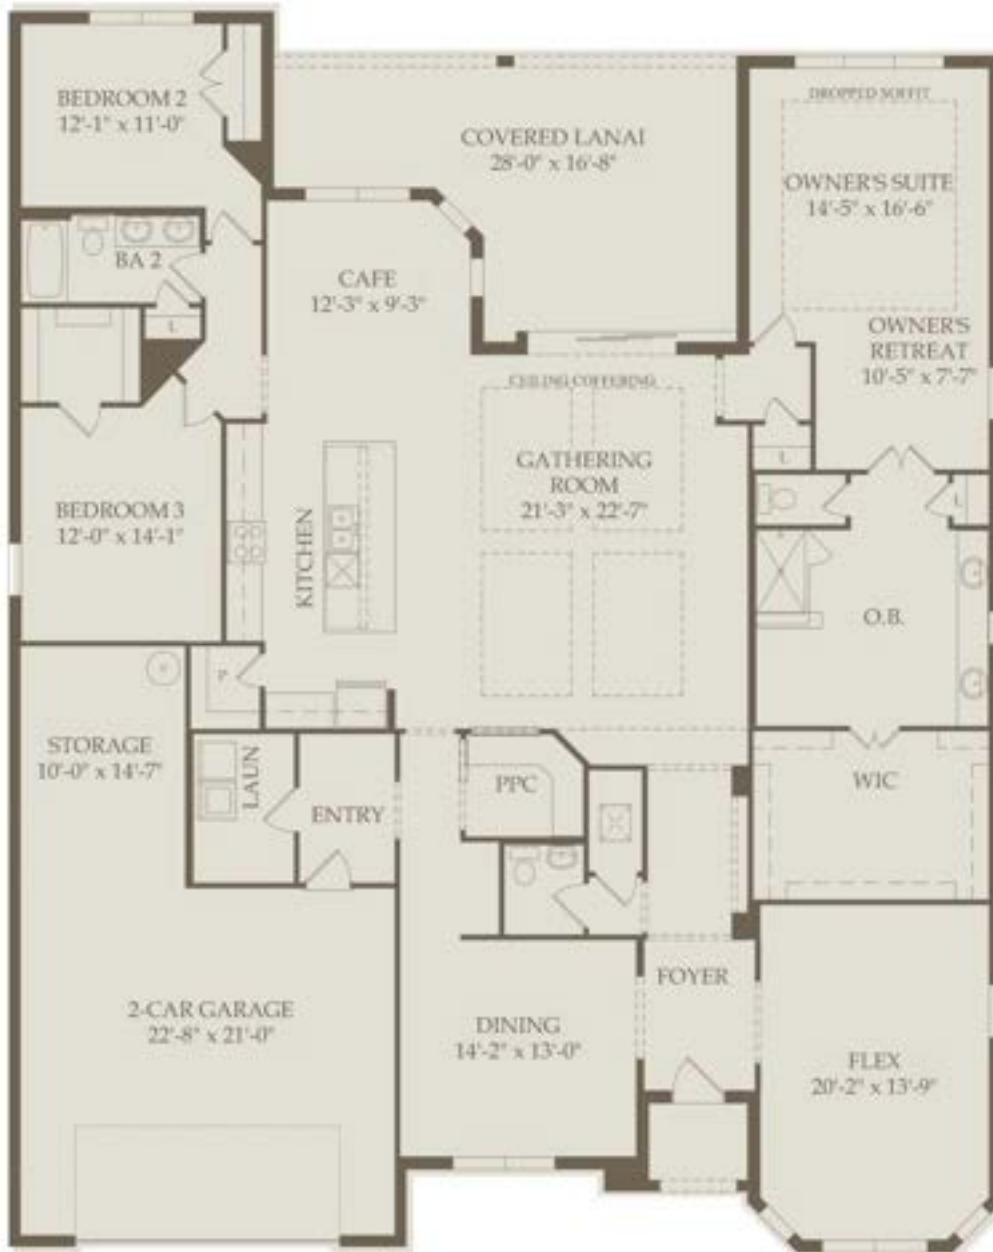 BEDROOM 2
12'-1" x 11'-0"
COVERED LANAI
28'-0" x 16'-8"
DROPPED SOFFIT
OWNER'S SUITE
14'-5" x 16'-6"
BA 2
CAFE
12'-3" x 9'-3"
L
OWNER'S
RETREAT
10'-5" x 7'-7"
CEILING COFFERING
GATHERING
ROOM
21'-3" x 22'-7"
L
L
BEDROOM 3
12'-0" x 14'-1"
KITCHEN
O.B.
P
STORAGE
10'-0" x 14'-7"
LAUN
ENTRY
PPC
WIC
FOYER
2-CAR GARAGE
22'-8" x 21'-0"
DINING
14'-2" x 13'-0"
FLEX
20'-2" x 13'-9"